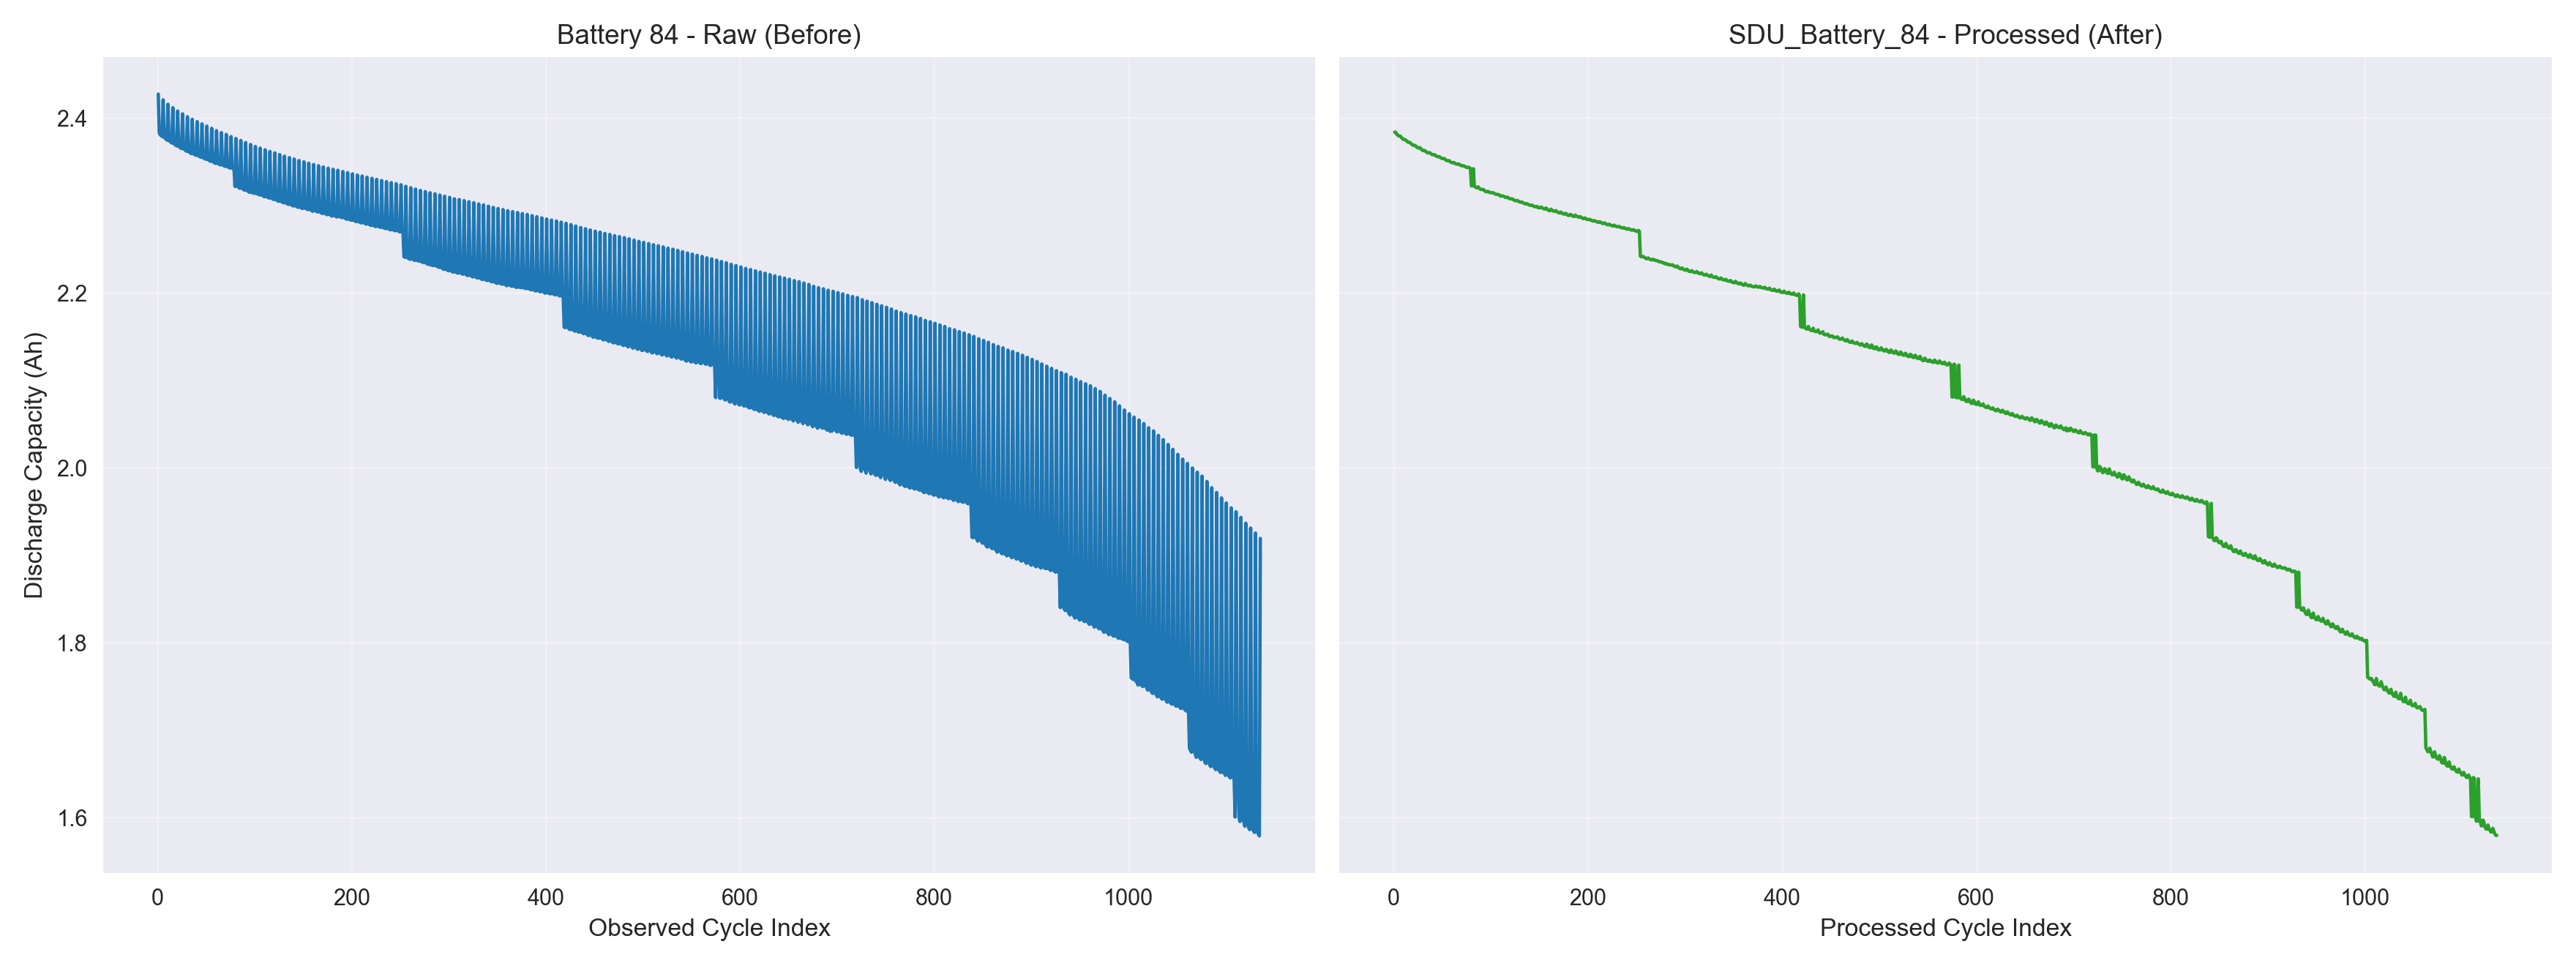 Battery 84 - Raw (Before)
SDU_Battery_84 - Processed (After)
Discharge Capacity (Ah)
2.4
2.2
2.0
1.8
1.6
0 200 400 600 800 1000
0 200 400 600 800 1000
Observed Cycle Index
Processed Cycle Index